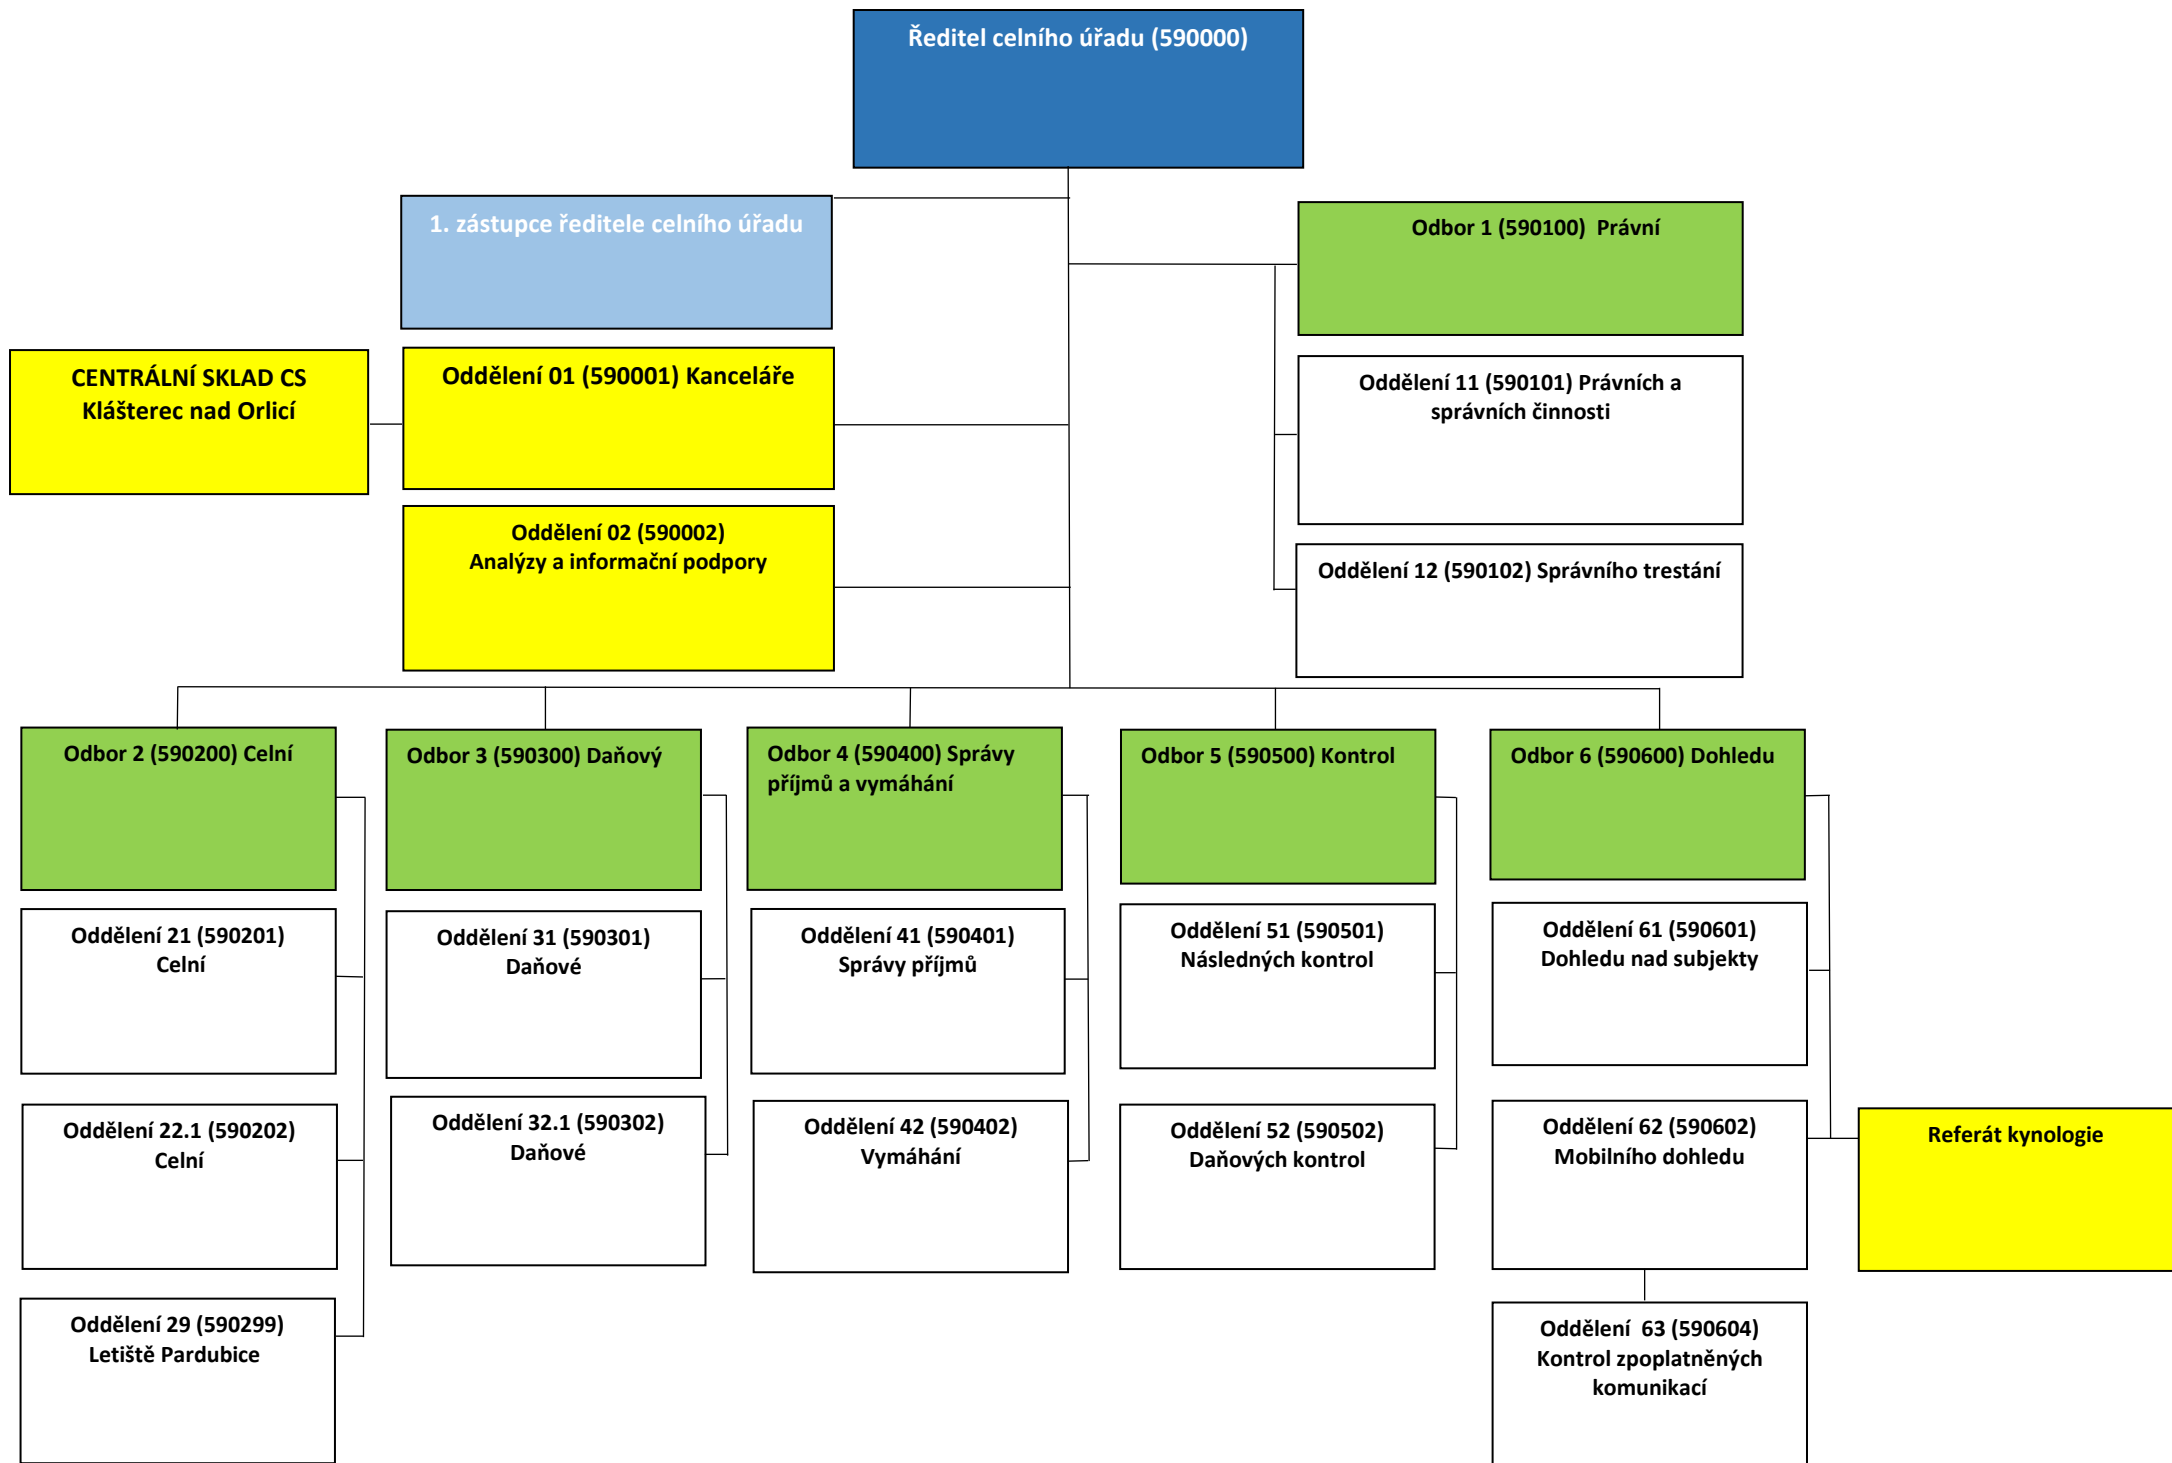 Ředitel celního úřadu (590000)
1. zástupce ředitele celního úřadu
Odbor 1 (590100)  Právní
CENTRÁLNÍ SKLAD CS
Klášterec nad Orlicí
Oddělení 01 (590001) Kanceláře
Oddělení 11 (590101) Právních a
správních činnosti
Oddělení 02 (590002)
Analýzy a informační podpory
Oddělení 12 (590102) Správního trestání
Odbor 2 (590200) Celní
Odbor 3 (590300) Daňový
Odbor 4 (590400) Správy
příjmů a vymáhání
Odbor 5 (590500) Kontrol
Odbor 6 (590600) Dohledu
Oddělení 21 (590201)
Celní
Oddělení 31 (590301)
Daňové
Oddělení 41 (590401)
Správy příjmů
Oddělení 51 (590501)
Následných kontrol
Oddělení 61 (590601)
Dohledu nad subjekty
Oddělení 22.1 (590202)
Celní
Oddělení 32.1 (590302)
Daňové
Oddělení 42 (590402)
Vymáhání
Oddělení 52 (590502)
Daňových kontrol
Oddělení 62 (590602)
Mobilního dohledu
Referát kynologie
Oddělení 29 (590299)
Letiště Pardubice
Oddělení  63 (590604)
Kontrol zpoplatněných
komunikací